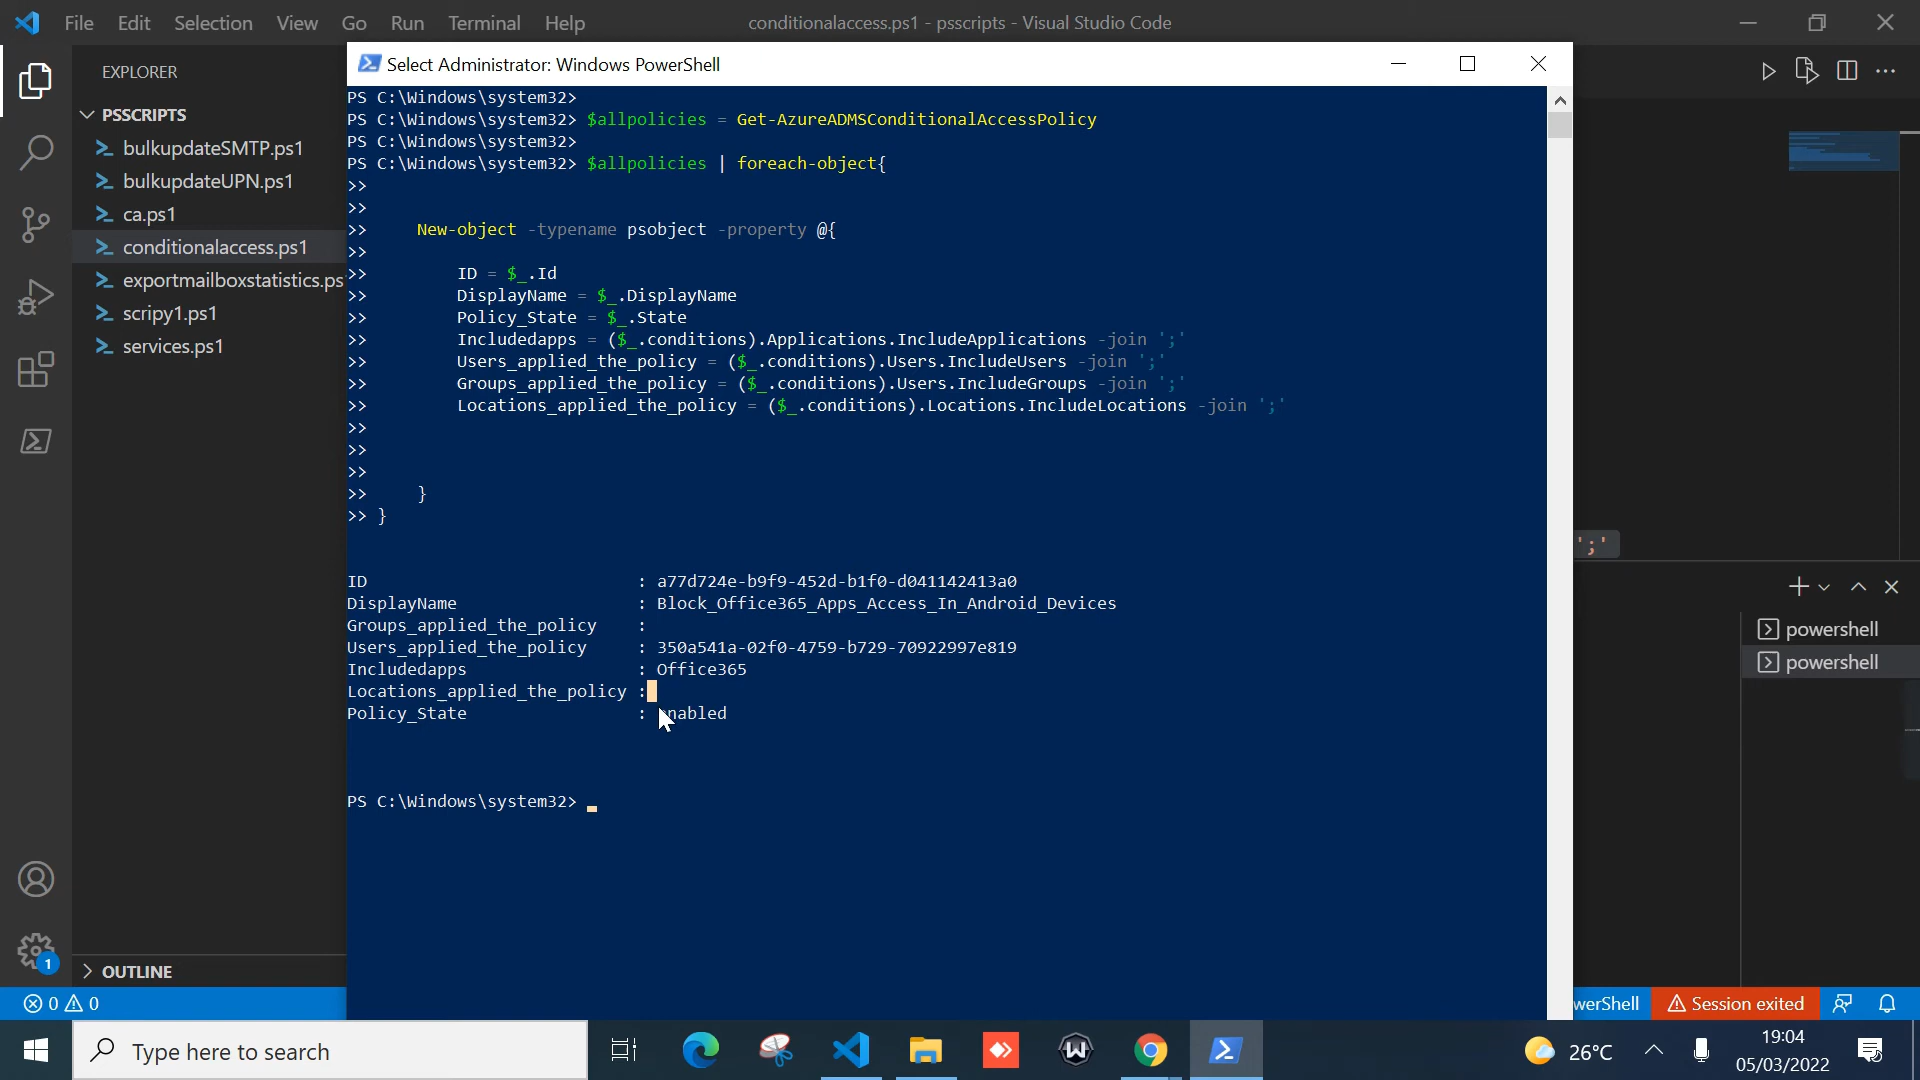 File Edit Selection View Go Run Terminal Help
conditionalaccess.ps1 - psscripts - Visual Studio Code
EXPLORER
PSSCRIPTS
bulkupdateSMTP.ps1
bulkupdateUPN.ps1
ca.ps1
conditionalaccess.ps1
exportmailboxstatistics.ps
scripy1.ps1
services.ps1
OUTLINE
Select Administrator: Windows PowerShell
PS C:\Windows\system32>
PS C:\Windows\system32> $allpolicies = Get-AzureADMSConditionalAccessPolicy
PS C:\Windows\system32>
PS C:\Windows\system32> $allpolicies | foreach-object{
>>
>>
>> New-object -typename psobject -property @{
>>
>> ID = $_.Id
>> DisplayName = $_.DisplayName
>> Policy_State = $_.State
>> Includedapps = ($_.conditions).Applications.IncludeApplications -join ';'
>> Users_applied_the_policy = ($_.conditions).Users.IncludeUsers -join ';'
>> Groups_applied_the_policy = ($_.conditions).Users.IncludeGroups -join ';'
>> Locations_applied_the_policy = ($_.conditions).Locations.IncludeLocations -join ';'
>>
>>
>>
>> }
>> }
ID : a77d724e-b9f9-452d-b1f0-d041142413a0
DisplayName : Block_Office365_Apps_Access_In_Android_Devices
Groups_applied_the_policy :
Users_applied_the_policy : 350a541a-02f0-4759-b729-70922997e819
Includedapps : Office365
Locations_applied_the_policy :
Policy_State : enabled
PS C:\Windows\system32>
';'
powershell
powershell
1
0 0
werShell
Session exited
Type here to search
26°C
19:04
05/03/2022